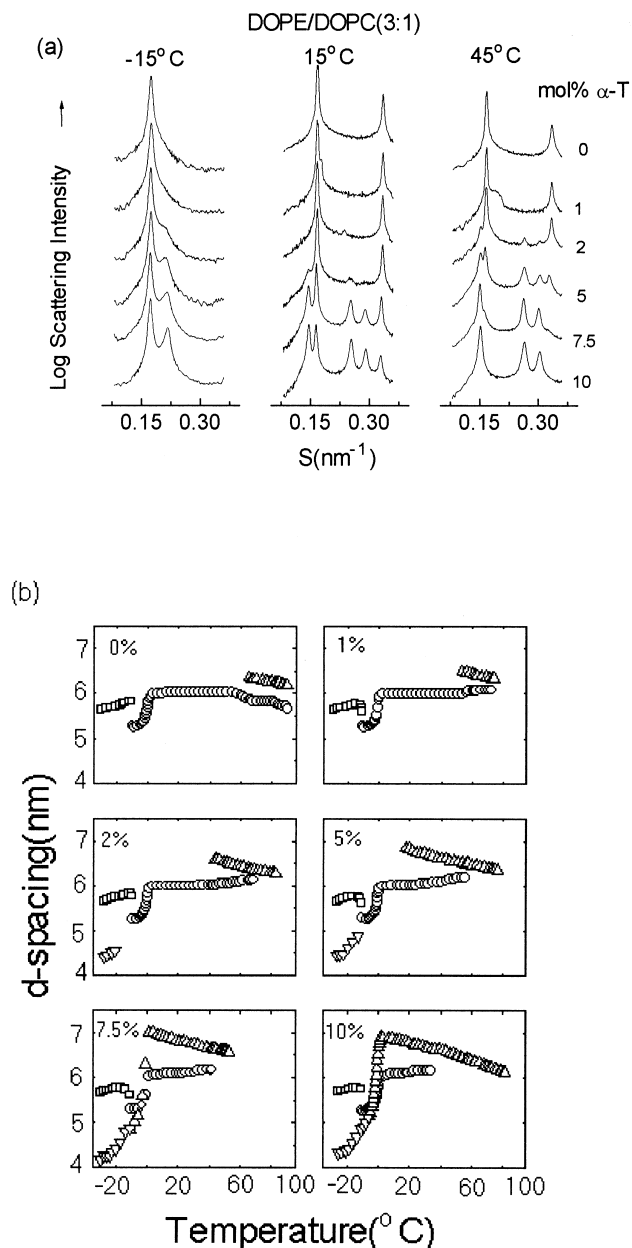 DOPE/DOPC(3:1)
(a)
-15° C 15° C 45° C
mol% α-T
0
1
2
5
7.5
10
Log Scattering Intensity
0.15 0.30 0.15 0.30 0.15 0.30
S(nm⁻¹)
(b)
7 0% 1%
6
5
4
7 2% 5%
6
5
4
7 7.5% 10%
6
5
4
-20 20 60 100 -20 20 60 100
d-spacing(nm)
Temperature(° C)